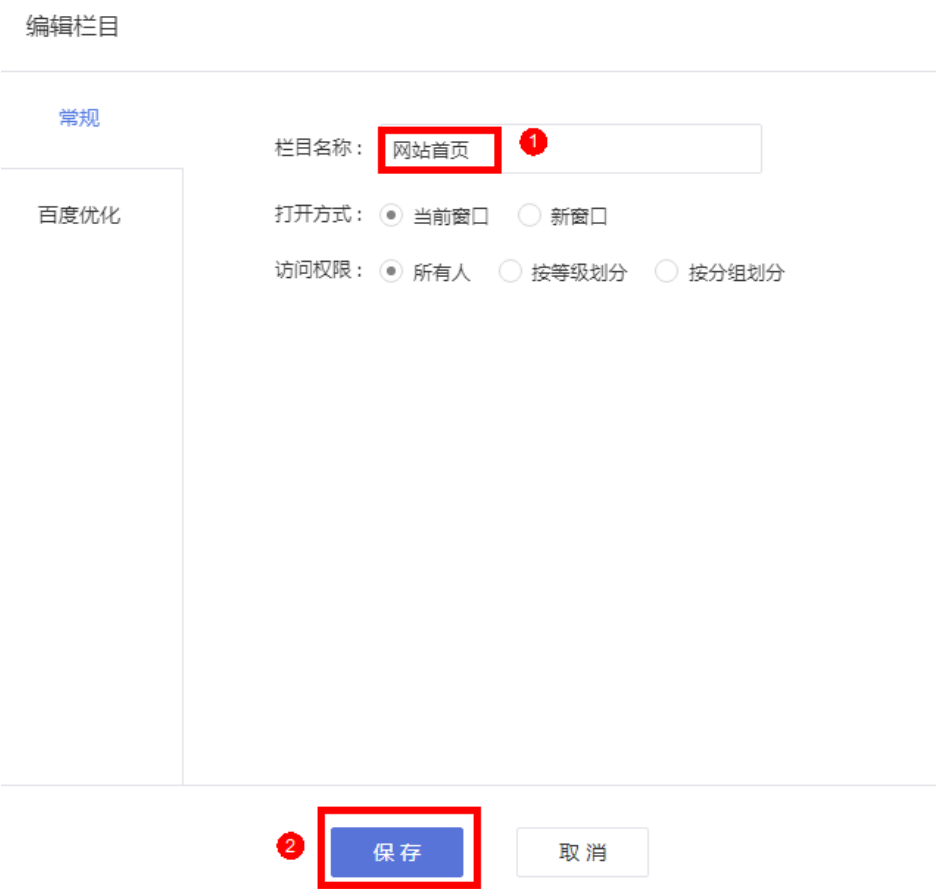 编辑栏目
常规
栏目名称： 网站首页 1
百度优化
打开方式： 当前窗口 新窗口
访问权限： 所有人 按等级划分 按分组划分
2 保存 取消